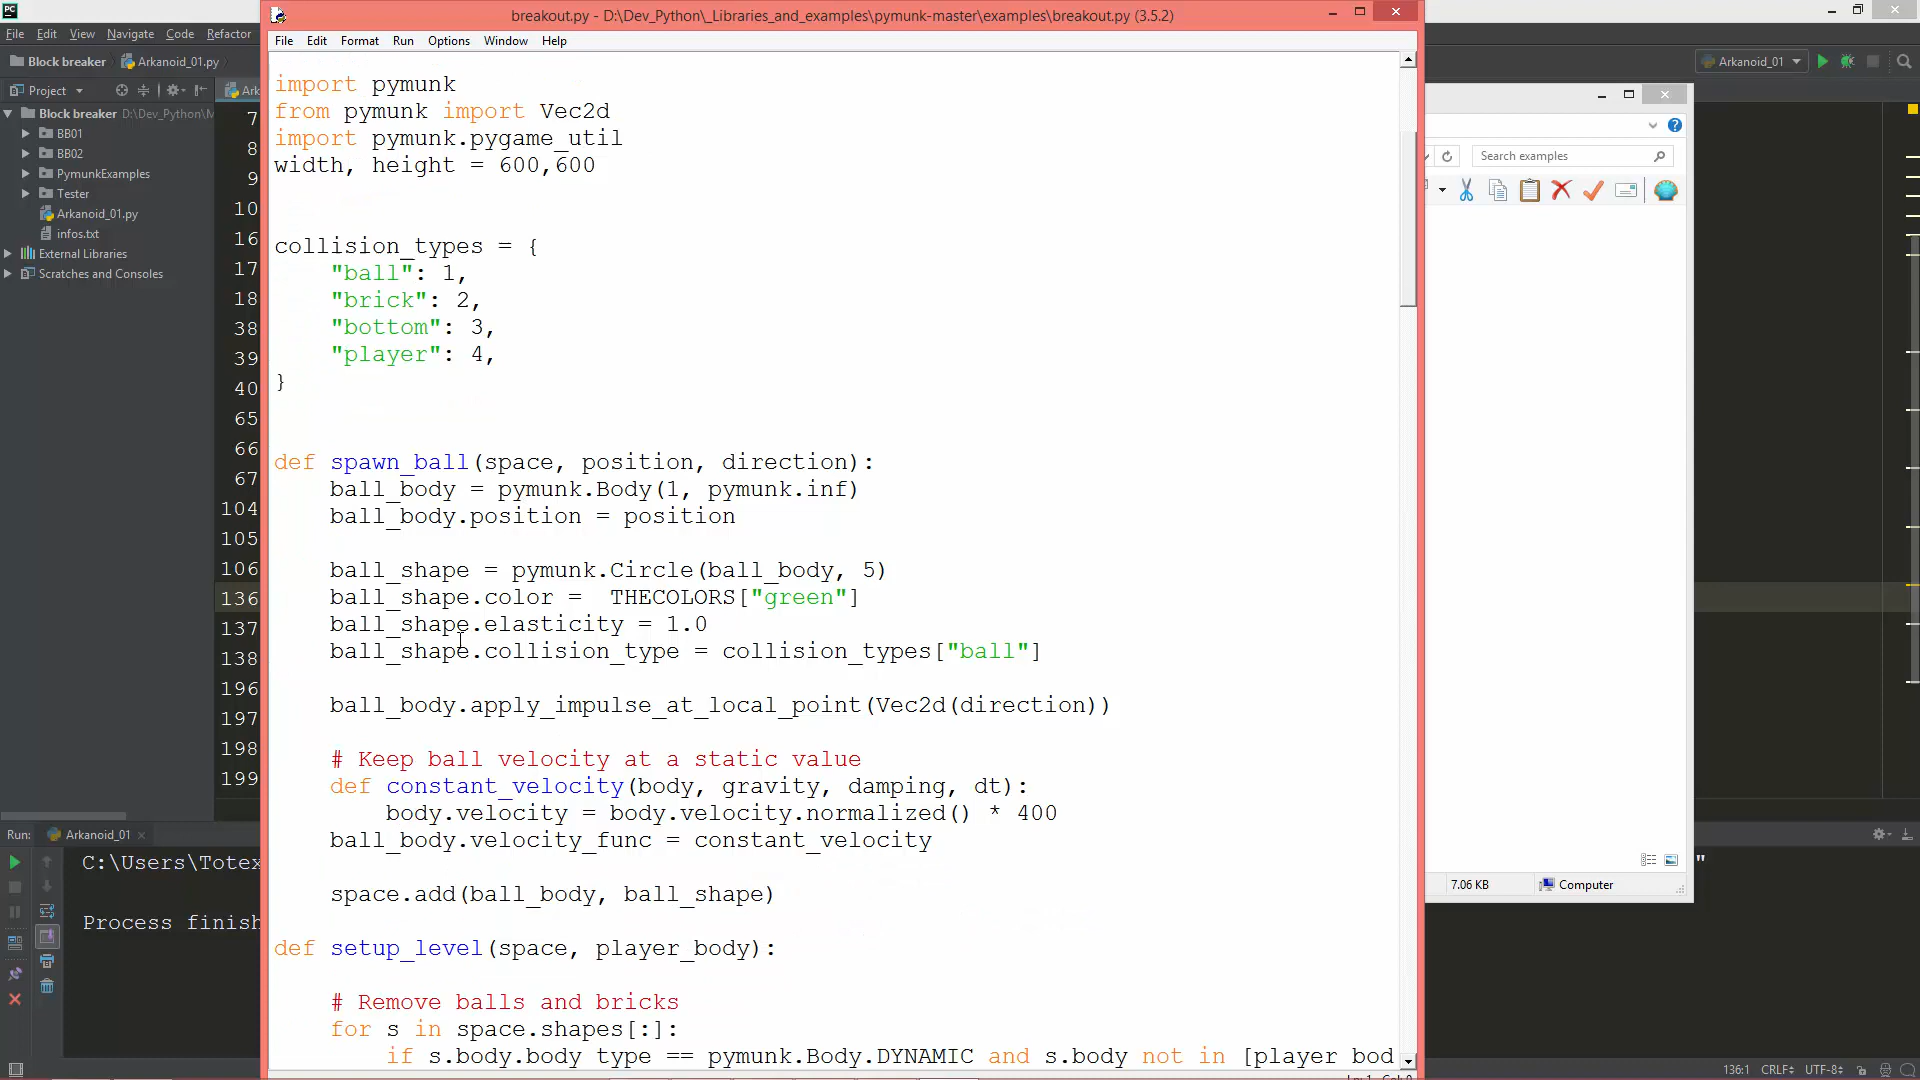 breakout.py - D:\Dev_Python\_Libraries_and_examples\pymunk-master\examples\breakout.py (3.5.2)
File Edit View Navigate Code Refactor
File Edit Format Run Options Window Help
Block breaker Arkanoid_01.py
Arkanoid_01
Project
Block breaker D:\Dev_Python\
BB01
BB02
PymunkExamples
Tester
Arkanoid_01.py
infos.txt
External Libraries
Scratches and Consoles
7
8
9
10
16
17
18
38
39
40
65
66
67
104
105
106
136
137
138
196
197
198
199
import pymunk
from pymunk import Vec2d
import pymunk.pygame_util
width, height = 600,600
collision_types = {
"ball": 1,
"brick": 2,
"bottom": 3,
"player": 4,
}
def spawn_ball(space, position, direction):
ball_body = pymunk.Body(1, pymunk.inf)
ball_body.position = position
ball_shape = pymunk.Circle(ball_body, 5)
ball_shape.color =  THECOLORS["green"]
ball_shape.elasticity = 1.0
ball_shape.collision_type = collision_types["ball"]
ball_body.apply_impulse_at_local_point(Vec2d(direction))
# Keep ball velocity at a static value
def constant_velocity(body, gravity, damping, dt):
body.velocity = body.velocity.normalized() * 400
ball_body.velocity_func = constant_velocity
space.add(ball_body, ball_shape)
def setup_level(space, player_body):
# Remove balls and bricks
for s in space.shapes[:]:
if s.body.body_type == pymunk.Body.DYNAMIC and s.body not in [player_bod
Search examples
7.06 KB Computer
Run: Arkanoid_01
C:\Users\Totex
"
Process finish
136:1 CRLF UTF-8